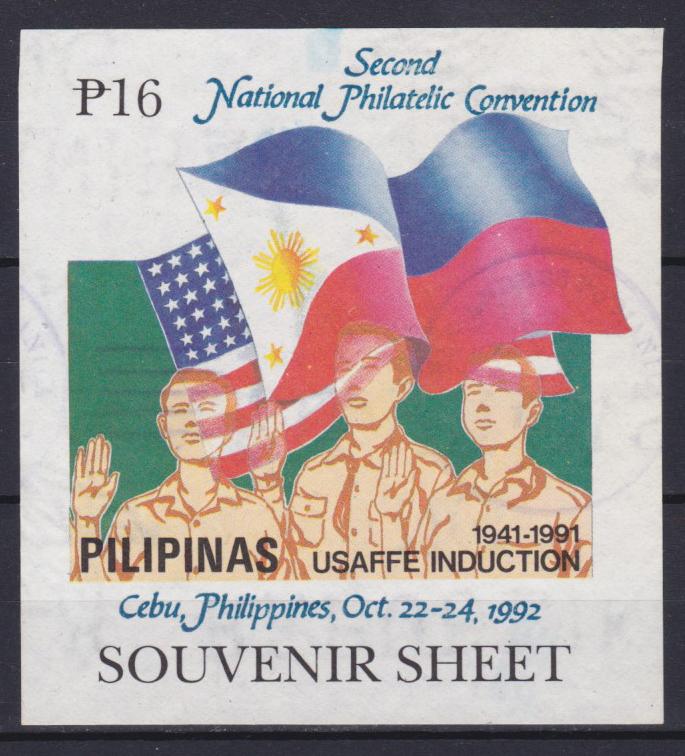 ₱16
Second
National Philatelic Convention
1941-1991
PILIPINAS USAFFE INDUCTION
Cebu, Philippines, Oct. 22-24, 1992
SOUVENIR SHEET